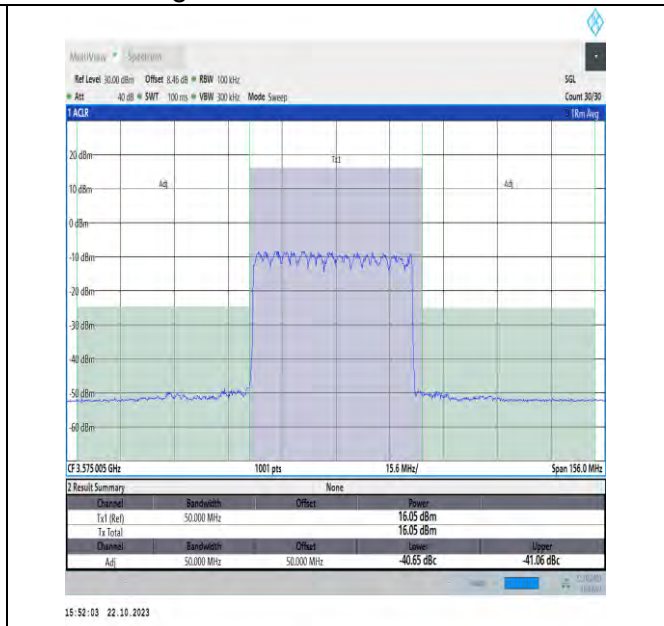 MultiView Spectrum
Ref Level 30.00 dBm Offset 8.46 dB RBW 100 kHz SGL
Att 40 dB SWT 100 ms VBW 300 kHz Mode Sweep Count 30/30
1 ACLR 1Rm Avg
Tx1
20 dBm
Adj Adj
10 dBm
0 dBm
-10 dBm
-20 dBm
-30 dBm
-40 dBm
-50 dBm
-60 dBm
CF 3.575 005 GHz 1001 pts 15.6 MHz/ Span 156.0 MHz
2 Result Summary None
Channel Bandwidth Offset Power
Tx1 (Ref) 50.000 MHz 16.05 dBm
Tx Total 16.05 dBm
Channel Bandwidth Offset Lower Upper
Adj 50.000 MHz 50.000 MHz -40.65 dBc -41.06 dBc
15:52:03 22.10.2023